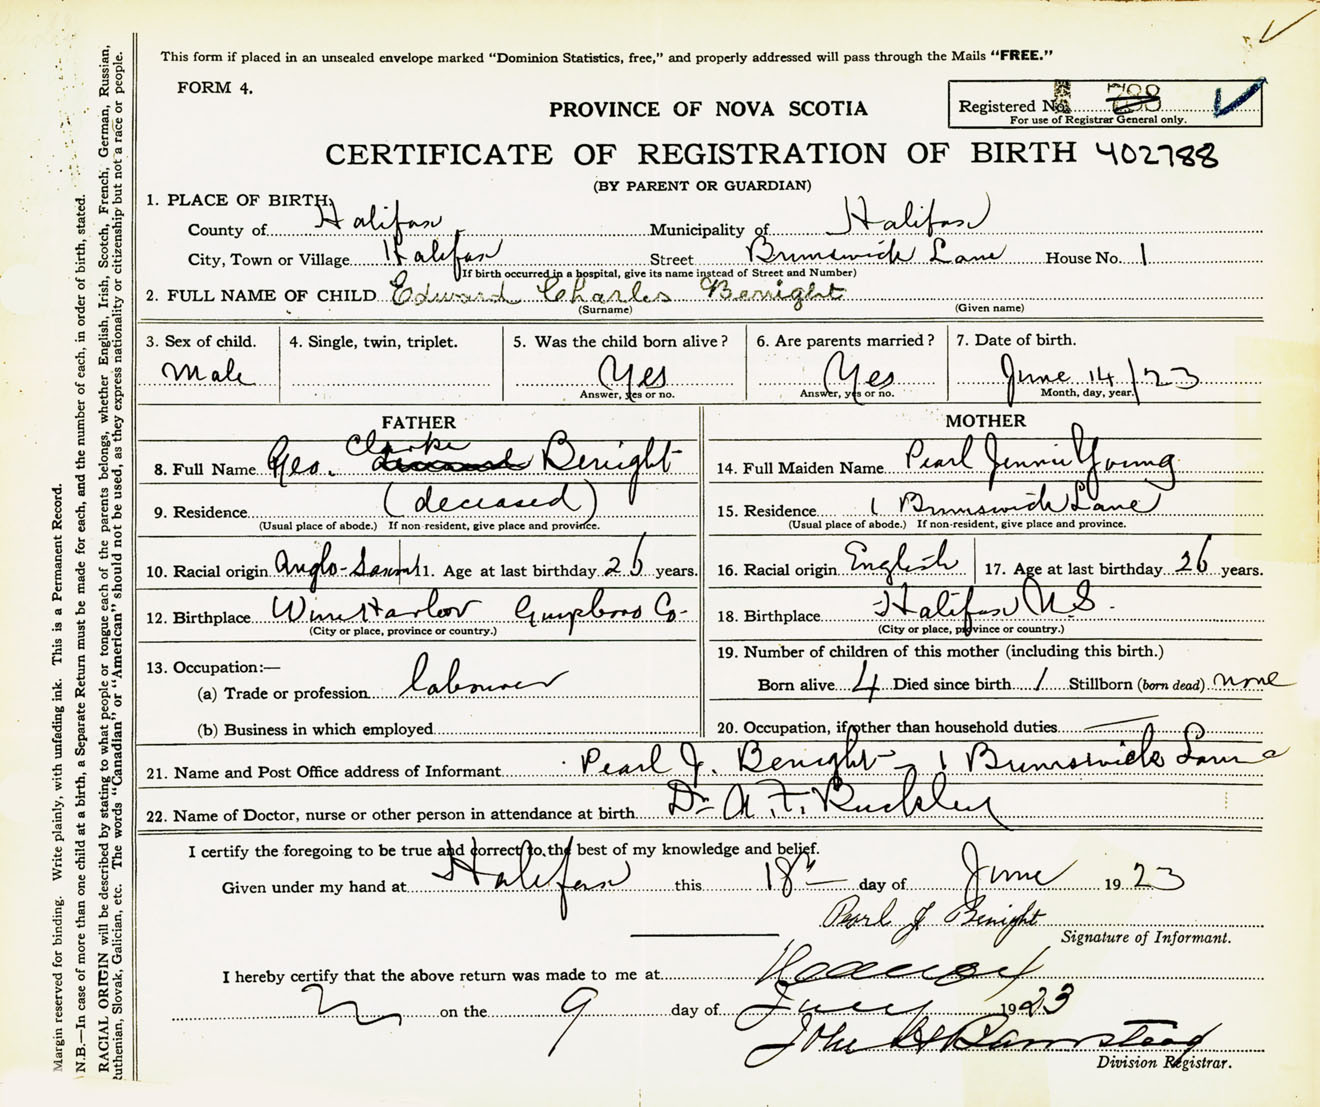 This form if placed in an unsealed envelope marked "Dominion Statistics, free," and properly addressed will pass through the Mails "FREE."
FORM 4.
Registered No. 788
For use of Registrar General only.
PROVINCE OF NOVA SCOTIA
CERTIFICATE OF REGISTRATION OF BIRTH 402788
(BY PARENT OR GUARDIAN)
1. PLACE OF BIRTH,
County of Halifax Municipality of Halifax
City, Town or Village Halifax Street Brunswick Lane House No. 1
If birth occurred in a hospital, give its name instead of Street and Number)
2. FULL NAME OF CHILD Edward Charles Benight
(Surname) (Given name)
3. Sex of child. 4. Single, twin, triplet. 5. Was the child born alive? 6. Are parents married? 7. Date of birth.
Male Yes Yes June 14/23
Answer, yes or no. Answer, yes or no. Month, day, year.
FATHER MOTHER
8. Full Name Geo. Clarke Benight 14. Full Maiden Name Pearl Jennie Young
9. Residence (deceased) 15. Residence 1 Brunswick Lane
(Usual place of abode.) If non-resident, give place and province. (Usual place of abode.) If non-resident, give place and province.
10. Racial origin Anglo-Saxon 11. Age at last birthday 26 years. 16. Racial origin English 17. Age at last birthday 26 years.
12. Birthplace Wine Harbor Guysboro Co- 18. Birthplace Halifax N.S.
(City or place, province or country.) (City or place, province or country.)
13. Occupation:— 19. Number of children of this mother (including this birth.)
(a) Trade or profession labourer Born alive 4 Died since birth 1 Stillborn (born dead) none
(b) Business in which employed 20. Occupation, if other than household duties
21. Name and Post Office address of Informant Pearl J. Benight - 1 Brunswick Lane
22. Name of Doctor, nurse or other person in attendance at birth Dr A. F. Buckley
I certify the foregoing to be true and correct to the best of my knowledge and belief.
Given under my hand at Halifax this 18th day of June 1923
Pearl J Benight
Signature of Informant.
I hereby certify that the above return was made to me at
on the 9 day of July 1923
John
Division Registrar.
Margin reserved for binding. Write plainly, with unfading ink. This is a Permanent Record.
N.B.—In case of more than one child at a birth, a Separate Return must be made for each, and the number of each, in order of birth, stated.
RACIAL ORIGIN will be described by stating to what people or tongue each of the parents belongs, whether English, Irish, Scotch, French, German, Russian,
Ruthenian, Slovak, Galician, etc. The words "Canadian" or "American" should not be used, as they express nationality or citizenship but not a race or people.